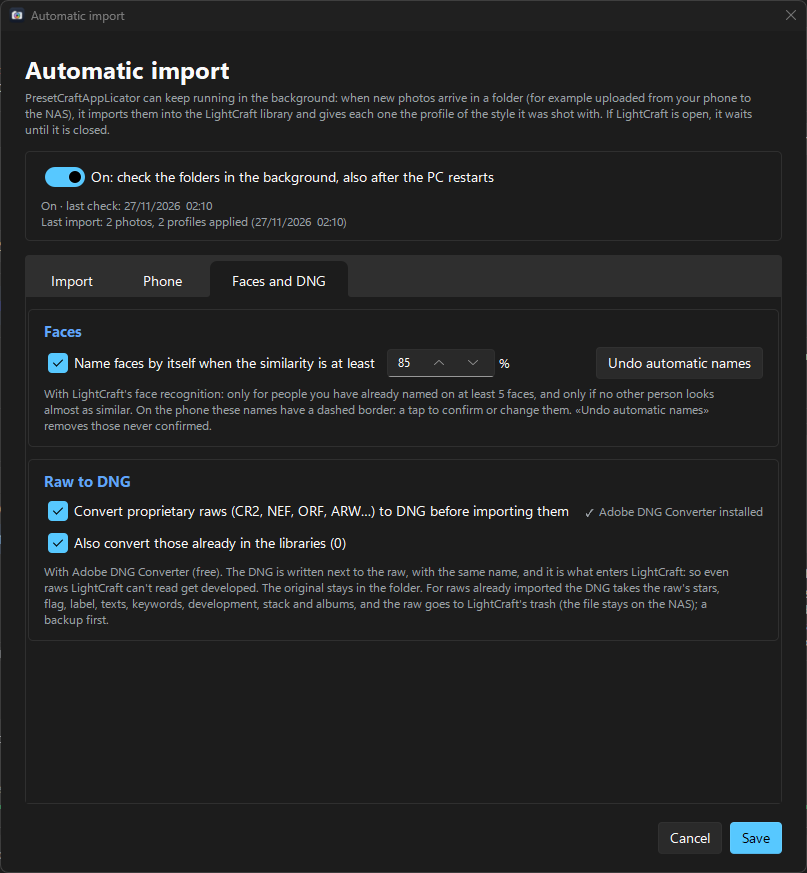 Automatic import
Automatic import
PresetCraftAppLicator can keep running in the background: when new photos arrive in a folder (for example uploaded from your phone to
the NAS), it imports them into the LightCraft library and gives each one the profile of the style it was shot with. If LightCraft is open, it waits
until it is closed.
On: check the folders in the background, also after the PC restarts
On · last check: 27/11/2026 02:10
Last import: 2 photos, 2 profiles applied (27/11/2026 02:10)
Import Phone Faces and DNG
Faces
Name faces by itself when the similarity is at least 85 % Undo automatic names
With LightCraft's face recognition: only for people you have already named on at least 5 faces, and only if no other person looks
almost as similar. On the phone these names have a dashed border: a tap to confirm or change them. «Undo automatic names»
removes those never confirmed.
Raw to DNG
Convert proprietary raws (CR2, NEF, ORF, ARW...) to DNG before importing them ✓ Adobe DNG Converter installed
Also convert those already in the libraries (0)
With Adobe DNG Converter (free). The DNG is written next to the raw, with the same name, and it is what enters LightCraft: so even
raws LightCraft can't read get developed. The original stays in the folder. For raws already imported the DNG takes the raw's stars,
flag, label, texts, keywords, development, stack and albums, and the raw goes to LightCraft's trash (the file stays on the NAS); a
backup first.
Cancel Save